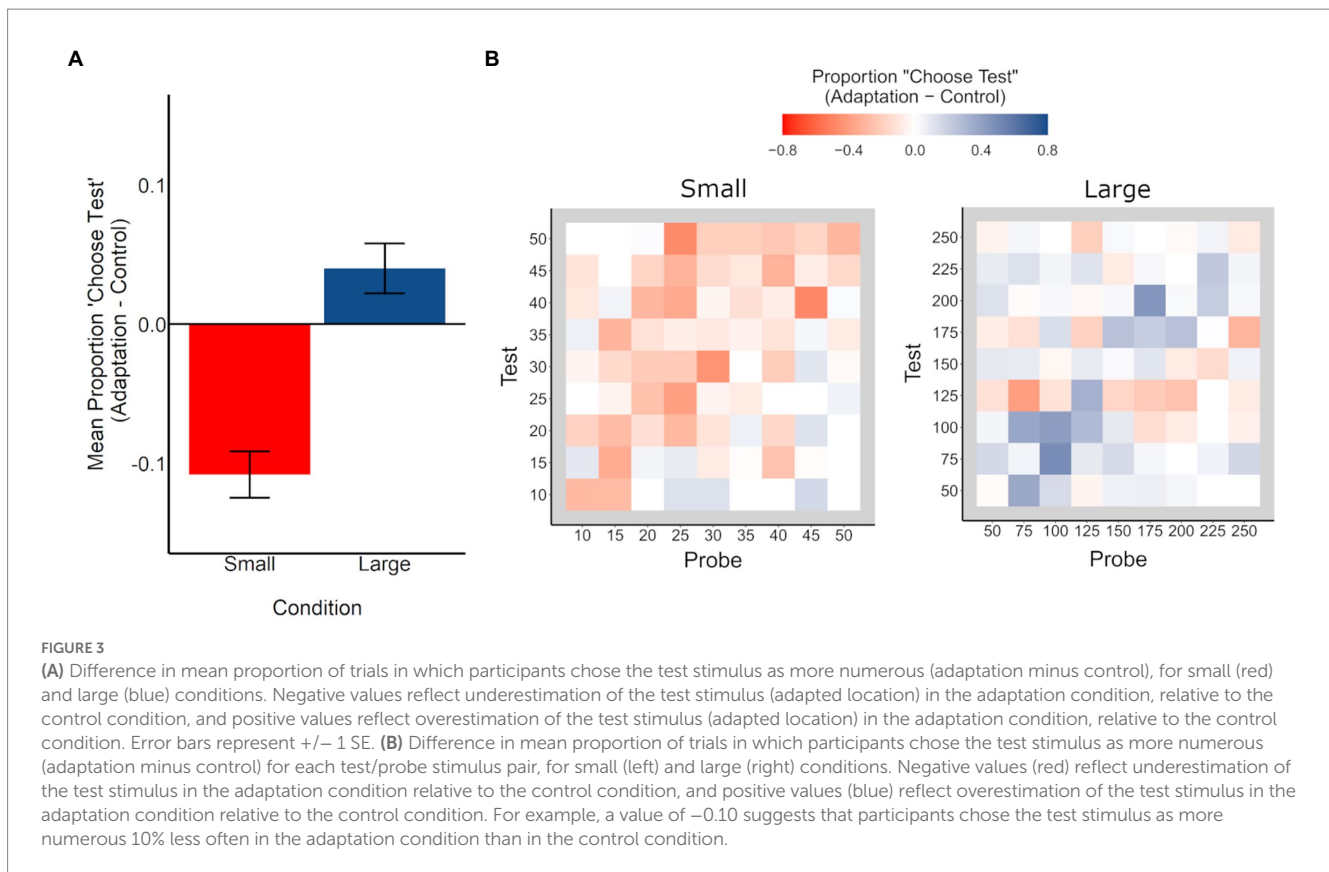 A
B
Mean Proportion 'Choose Test'
(Adaptation - Control)
0.1
0.0
-0.1
Small Large
Condition
Proportion "Choose Test"
(Adaptation − Control)
−0.8 −0.4 0.0 0.4 0.8
Small
Test
50
45
40
35
30
25
20
15
10
10 15 20 25 30 35 40 45 50
Probe
Large
Test
250
225
200
175
150
125
100
75
50
50 75 100 125 150 175 200 225 250
Probe
FIGURE 3
(A) Difference in mean proportion of trials in which participants chose the test stimulus as more numerous (adaptation minus control), for small (red)
and large (blue) conditions. Negative values reflect underestimation of the test stimulus (adapted location) in the adaptation condition, relative to the
control condition, and positive values reflect overestimation of the test stimulus (adapted location) in the adaptation condition, relative to the control
condition. Error bars represent +/− 1 SE. (B) Difference in mean proportion of trials in which participants chose the test stimulus as more numerous
(adaptation minus control) for each test/probe stimulus pair, for small (left) and large (right) conditions. Negative values (red) reflect underestimation of
the test stimulus in the adaptation condition relative to the control condition, and positive values (blue) reflect overestimation of the test stimulus in the
adaptation condition relative to the control condition. For example, a value of −0.10 suggests that participants chose the test stimulus as more
numerous 10% less often in the adaptation condition than in the control condition.